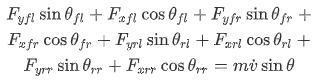 F_{yfl} sin θ_{fl} + F_{xfl} cos θ_{fl} + F_{yfr} sin θ_{fr} +
F_{xfr} cos θ_{fr} + F_{yrl} sin θ_{rl} + F_{xrl} cos θ_{rl} +
F_{yrr} sin θ_{rr} + F_{xrr} cos θ_{rr} = mv̇ sin θ